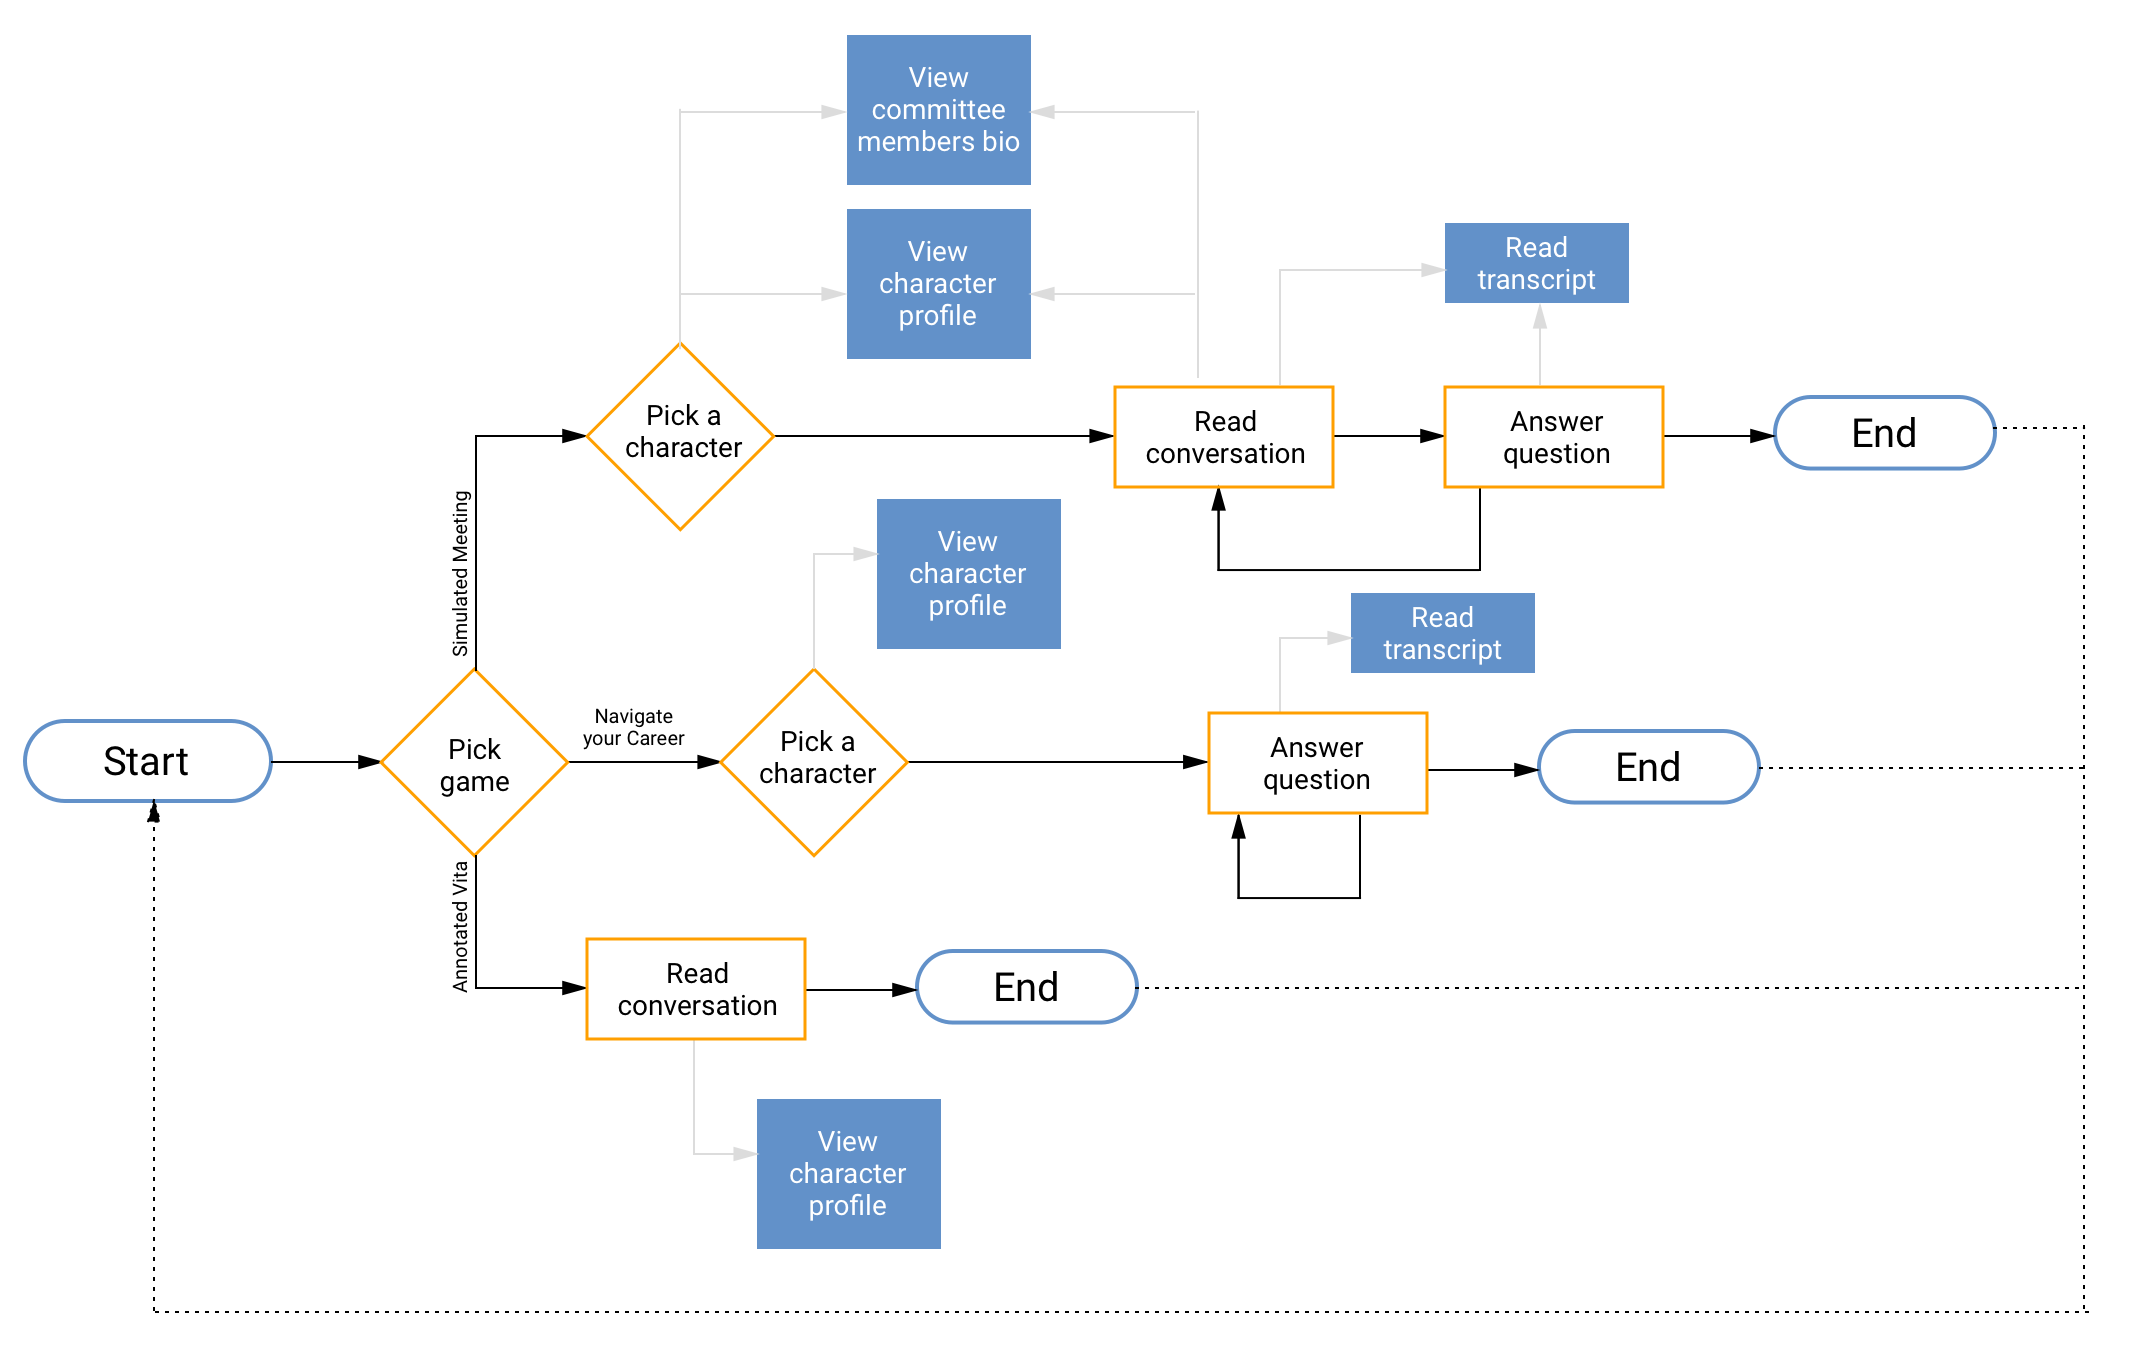 View
committee
members bio
View
character
profile
Read
transcript
Pick a
character
Read
conversation
Answer
question
End
Simulated Meeting
View
character
profile
Read
transcript
Start
Pick
game
Navigate
your Career
Pick a
character
Answer
question
End
Annotated Vita
Read
conversation
End
View
character
profile